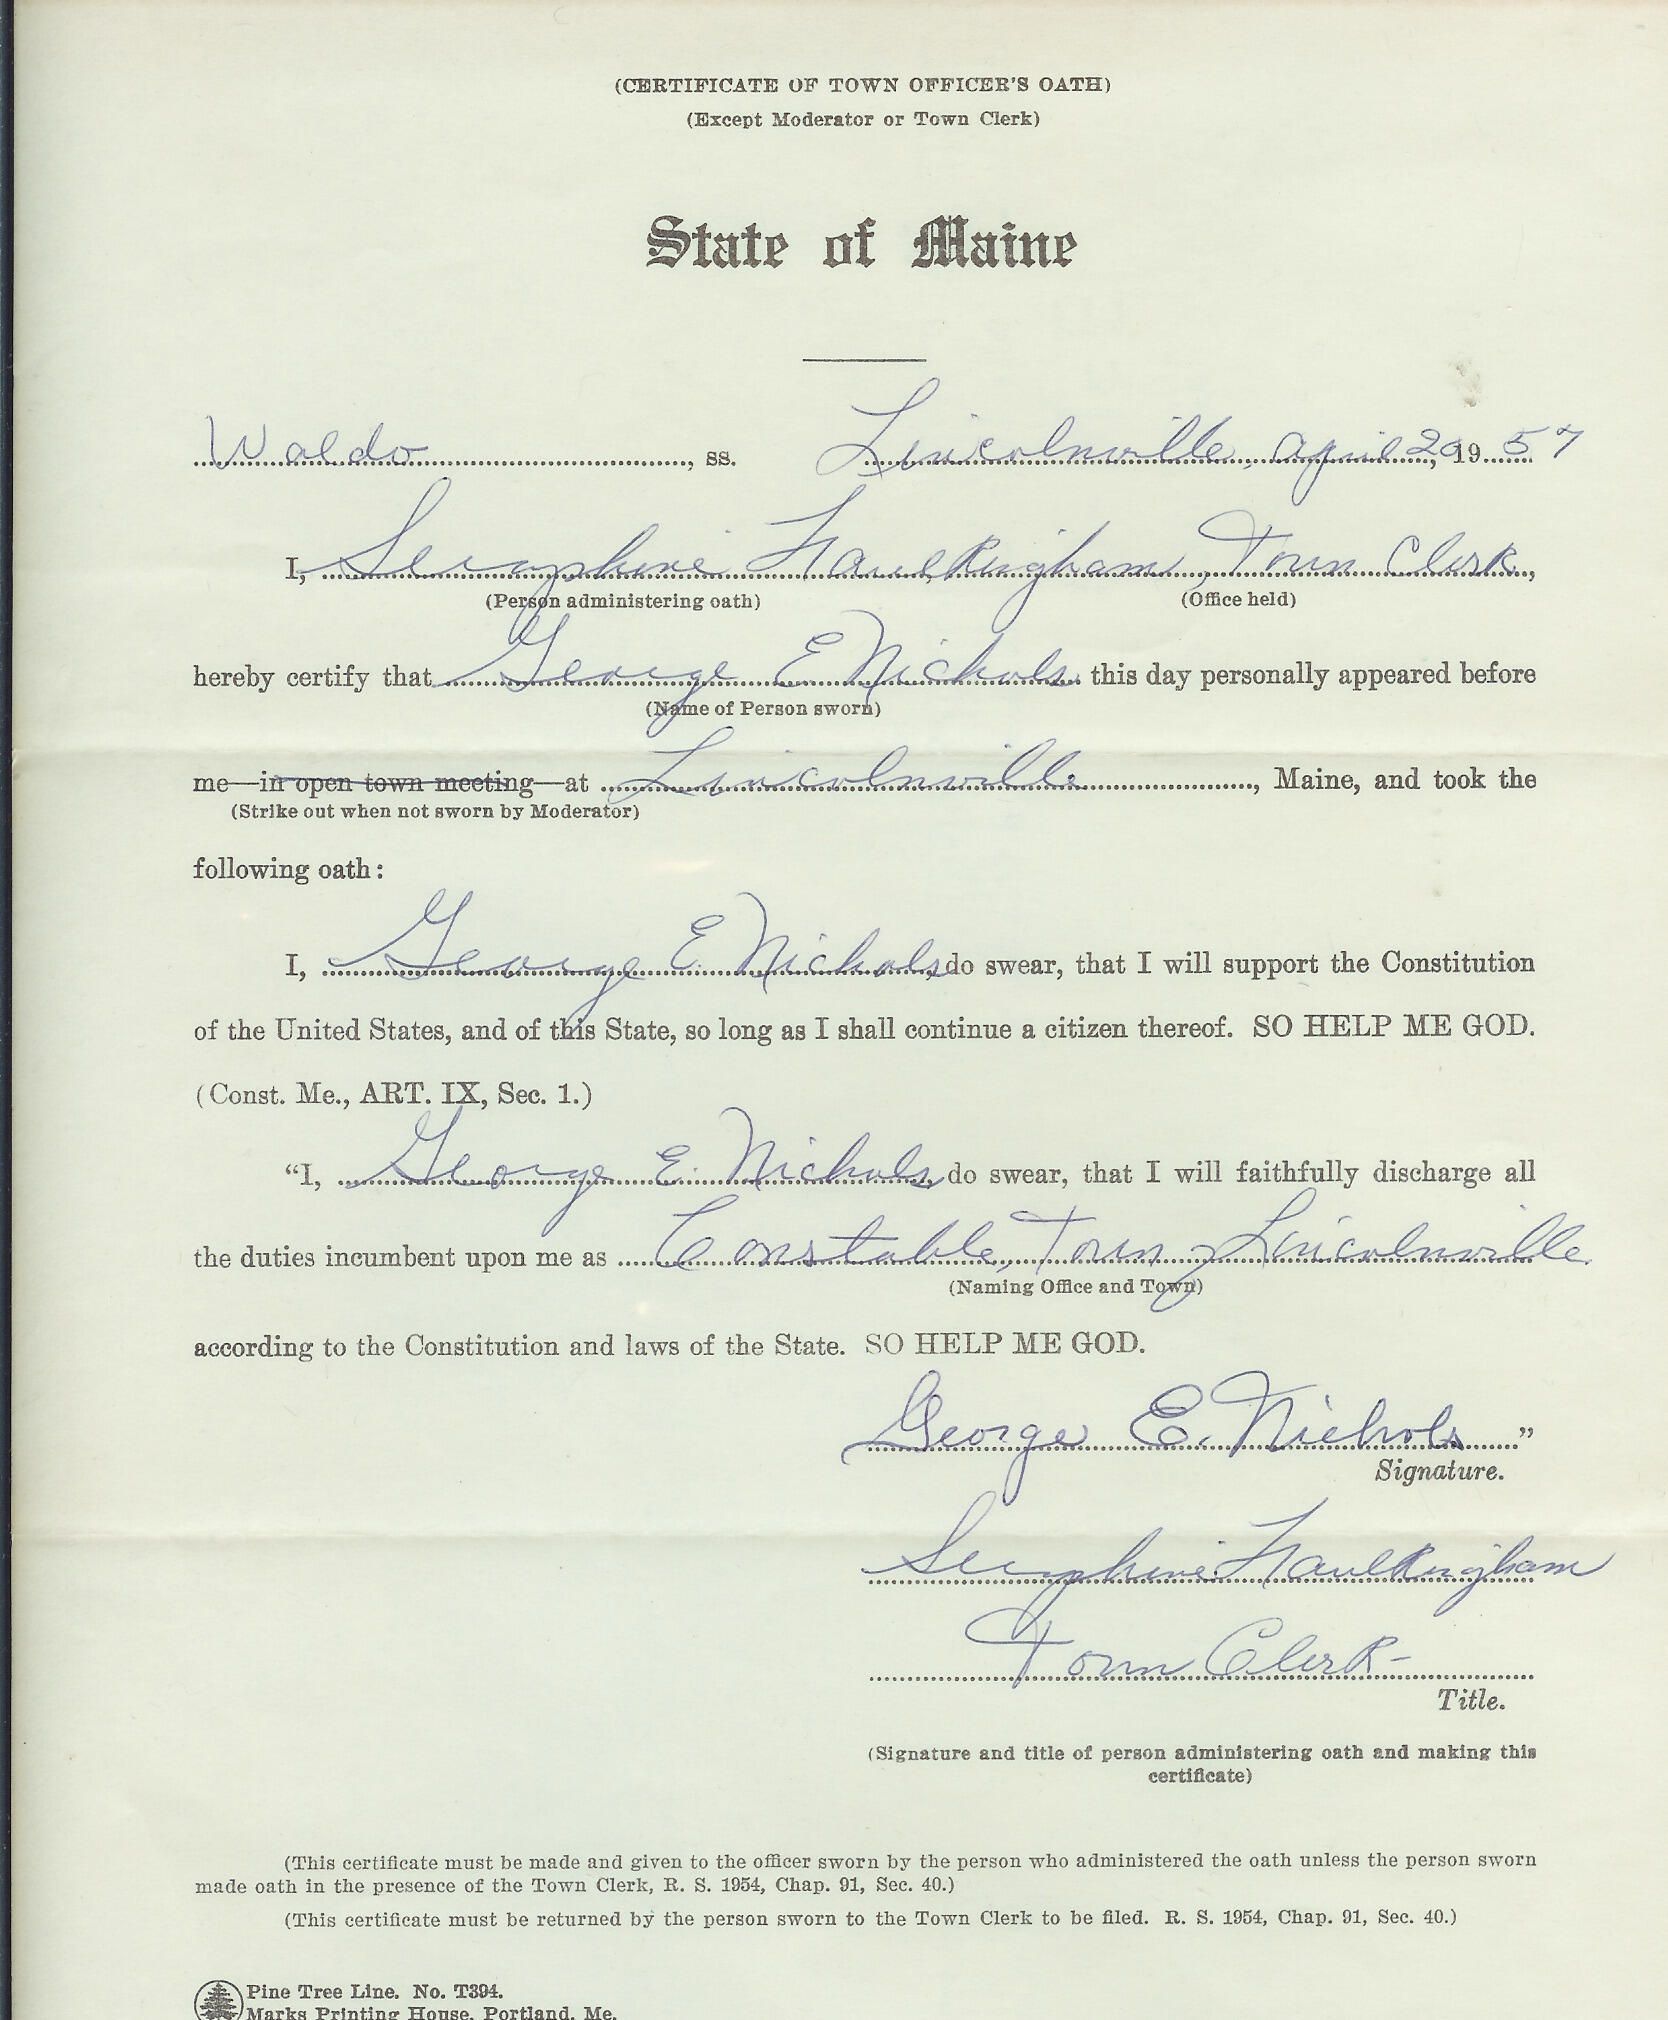 (CERTIFICATE OF TOWN OFFICER'S OATH)
(Except Moderator or Town Clerk)
State of Maine
Waldo, ss. Lincolnville, April 20, 19 57
I, Seraphine Faulkingham, Town Clerk,
(Person administering oath) (Office held)
hereby certify that George E Nichols this day personally appeared before
(Name of Person sworn)
me—in open town meeting—at Lincolnville, Maine, and took the
(Strike out when not sworn by Moderator)
following oath:
I, George E. Nichols, do swear, that I will support the Constitution
of the United States, and of this State, so long as I shall continue a citizen thereof. SO HELP ME GOD.
(Const. Me., ART. IX, Sec. 1.)
"I, George E. Nichols, do swear, that I will faithfully discharge all
the duties incumbent upon me as Constable, Town of Lincolnville
(Naming Office and Town)
according to the Constitution and laws of the State. SO HELP ME GOD.
George E. Nichols"
Signature.
Seraphine Faulkingham
Town Clerk-
Title.
(Signature and title of person administering oath and making this
certificate)
(This certificate must be made and given to the officer sworn by the person who administered the oath unless the person sworn
made oath in the presence of the Town Clerk, R. S. 1954, Chap. 91, Sec. 40.)
(This certificate must be returned by the person sworn to the Town Clerk to be filed. R. S. 1954, Chap. 91, Sec. 40.)
Pine Tree Line. No. T394.
Marks Printing House, Portland, Me.